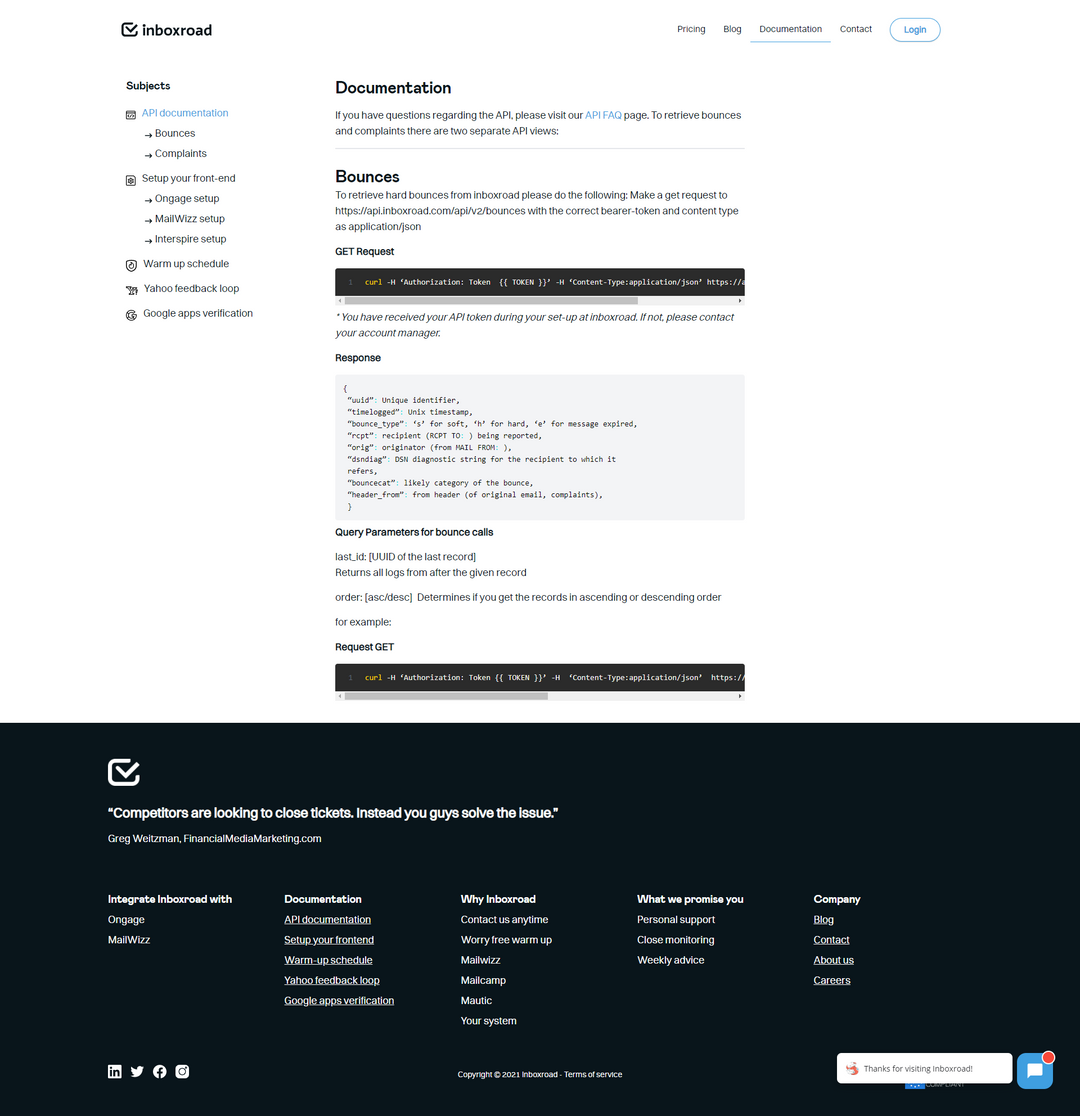 inboxroad
Pricing
Blog
Documentation
Contact
Login
Subjects
API documentation
Bounces
Complaints
Setup your front-end
Ongage setup
MailWizz setup
Interspire setup
Warm up schedule
Yahoo feedback loop
Google apps verification
Documentation
If you have questions regarding the API, please visit our API FAQ page. To retrieve bounces
and complaints there are two separate API views:
Bounces
To retrieve hard bounces from inboxroad please do the following: Make a get request to
https://api.inboxroad.com/api/v2/bounces with the correct bearer-token and content type
as application/json
GET Request
1 curl -H ‘Authorization: Token {{ TOKEN }}’ -H ‘Content-Type:application/json’ https://a
* You have received your API token during your set-up at inboxroad. If not, please contact
your account manager.
Response
{
“uuid”: Unique identifier,
“timelogged”: Unix timestamp,
“bounce_type”: ‘s’ for soft, ‘h’ for hard, ‘e’ for message expired,
“rcpt”: recipient (RCPT TO: ) being reported,
“orig”: originator (from MAIL FROM: ),
“dsndiag”: DSN diagnostic string for the recipient to which it
refers,
“bouncecat”: likely category of the bounce,
“header_from”: from header (of original email, complaints),
}
Query Parameters for bounce calls
last_id: [UUID of the last record]
Returns all logs from after the given record
order: [asc/desc] Determines if you get the records in ascending or descending order
for example:
Request GET
1 curl -H ‘Authorization: Token {{ TOKEN }}’ -H ‘Content-Type:application/json’ https://
“Competitors are looking to close tickets. Instead you guys solve the issue.”
Greg Weitzman, FinancialMediaMarketing.com
Integrate Inboxroad with
Ongage
MailWizz
Documentation
API documentation
Setup your frontend
Warm-up schedule
Yahoo feedback loop
Google apps verification
Why Inboxroad
Contact us anytime
Worry free warm up
Mailwizz
Mailcamp
Mautic
Your system
What we promise you
Personal support
Close monitoring
Weekly advice
Company
Blog
Contact
About us
Careers
Copyright © 2021 Inboxroad - Terms of service
Thanks for visiting Inboxroad!
COMPLIANT